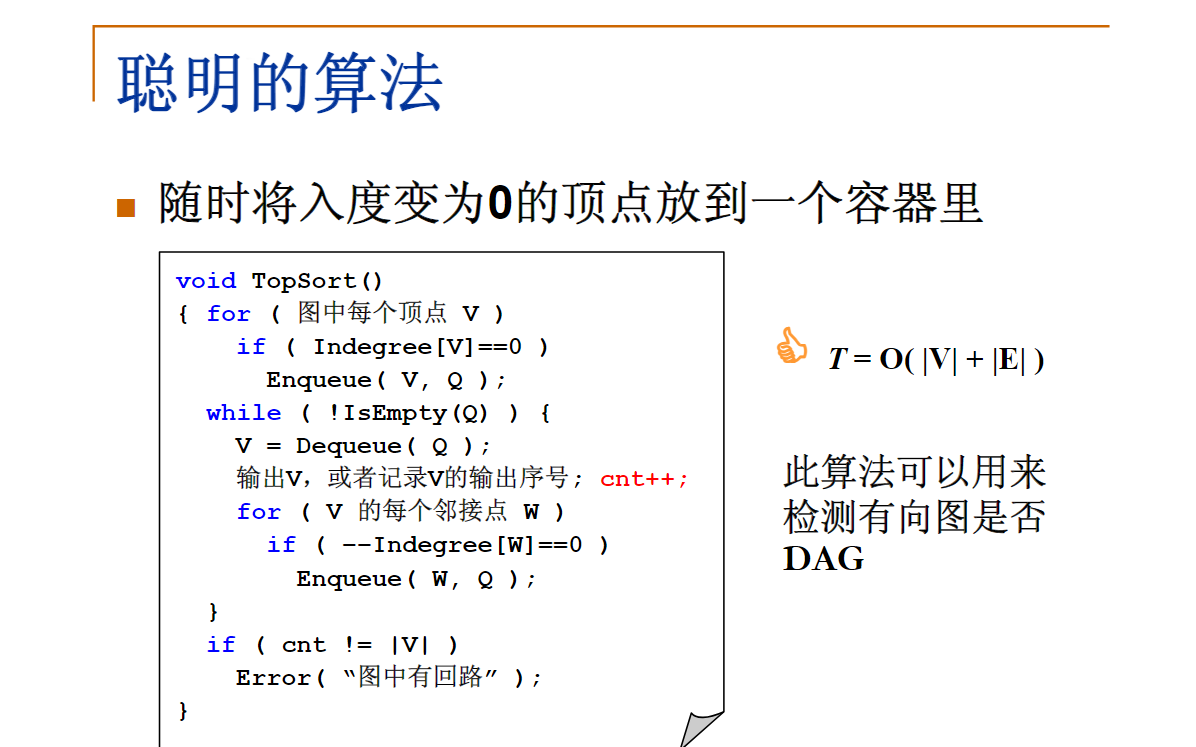 聪明的算法
随时将入度变为0的顶点放到一个容器里
void TopSort()
{ for ( 图中每个顶点 V )
if ( Indegree[V]==0 )
Enqueue( V, Q );
while ( !IsEmpty(Q) ) {
V = Dequeue( Q );
输出V，或者记录V的输出序号; cnt++;
for ( V 的每个邻接点 W )
if ( ––Indegree[W]==0 )
Enqueue( W, Q );
}
if ( cnt != |V| )
Error( “图中有回路” );
}
T = O( |V| + |E| )
此算法可以用来
检测有向图是否
DAG